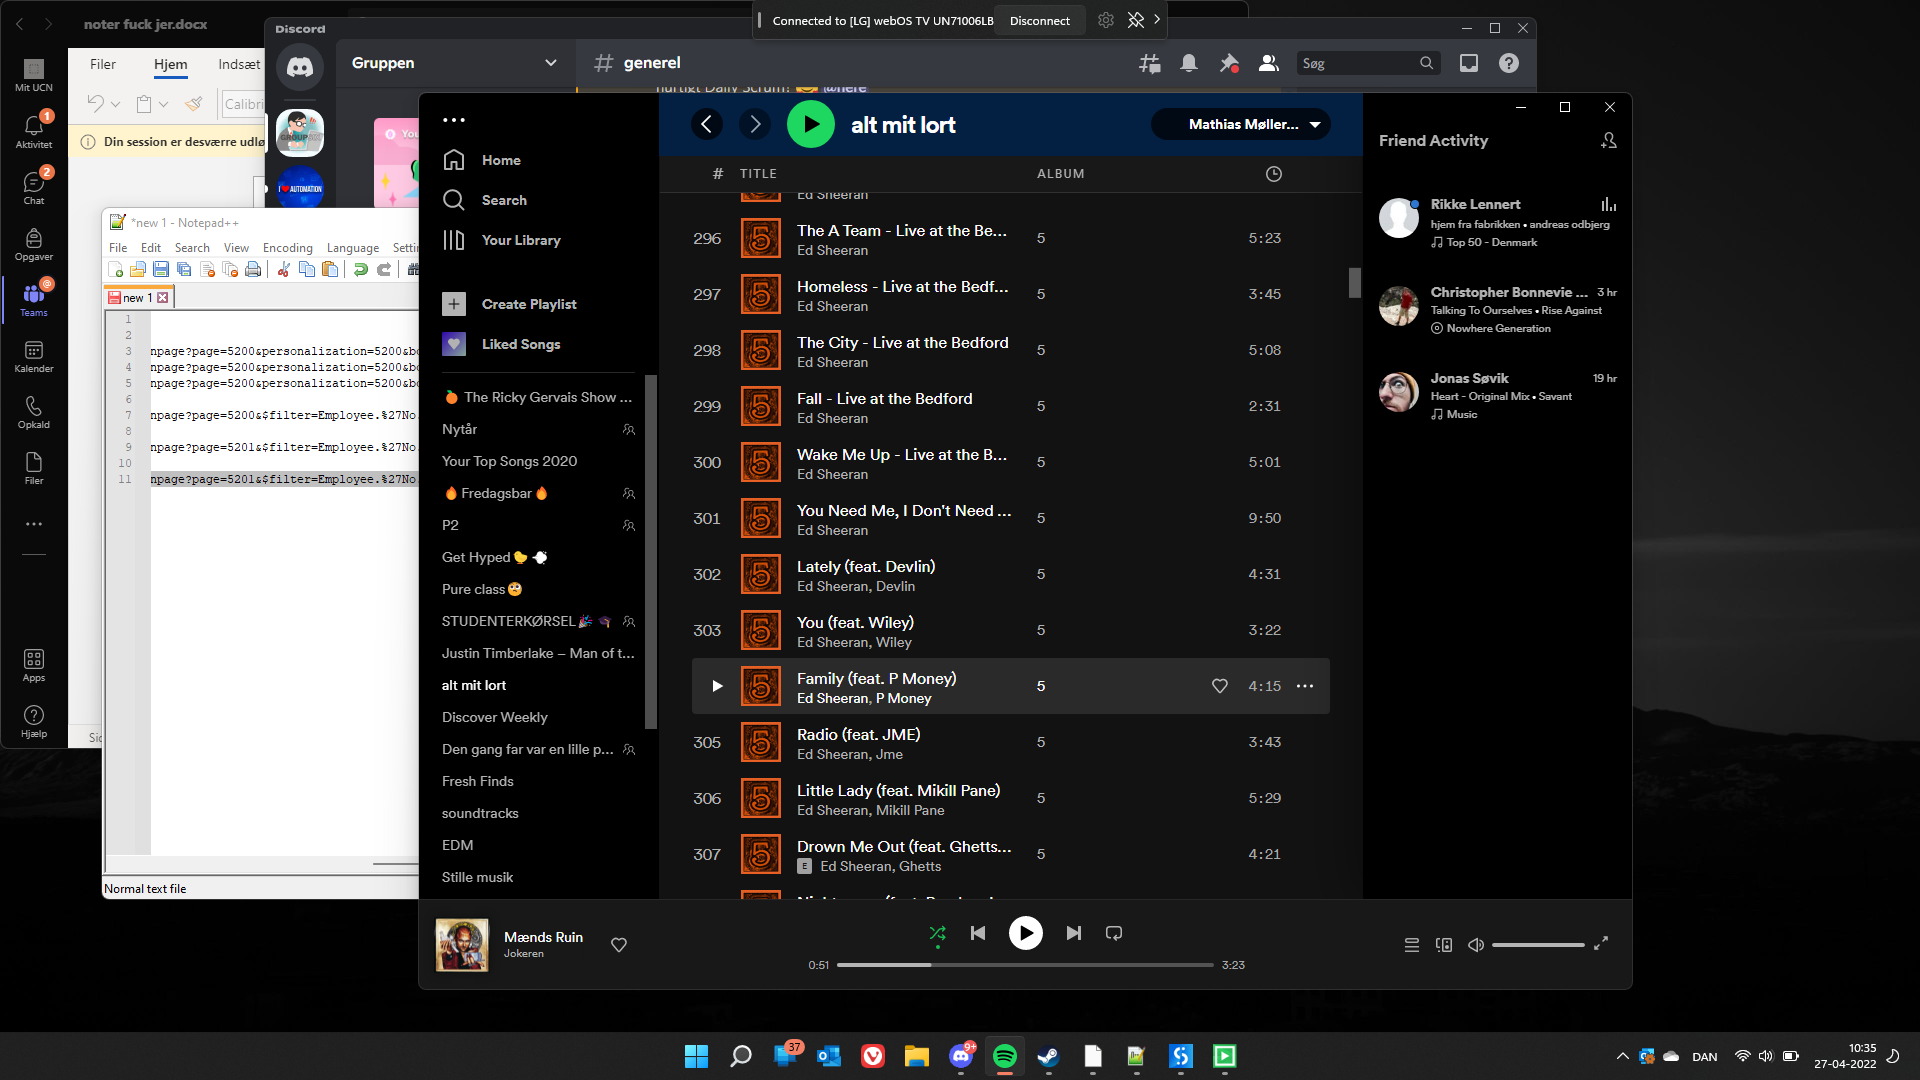 noter fuck jer.docx
Discord
Connected to [LG] webOS TV UN71006LB
Disconnect
Filer
Hjem
Indsæt
Calibri
Din session er desværre udlø
Gruppen
generel
Søg
hurtigt Daily Scrum! @here
Mit UCN
1
Aktivitet
2
Chat
Opgaver
@
Teams
Kalender
Opkald
Filer
Apps
Hjælp
GROUP
I AUTOMATION
*new 1 - Notepad++
File Edit Search View Encoding Language Settin
new 1
1
2
3 npage?page=5200&personalization=5200&bo
4 npage?page=5200&personalization=5200&bo
5 npage?page=5200&personalization=5200&bo
6
7 npage?page=5200&$filter=Employee.%27No.
8
9 npage?page=5201&$filter=Employee.%27No.
10
11 npage?page=5201&$filter=Employee.%27No.
Normal text file
Home
Search
Your Library
Create Playlist
Liked Songs
🍊 The Ricky Gervais Show ...
Nytår
Your Top Songs 2020
🔥 Fredagsbar 🔥
P2
Get Hyped
Pure class
STUDENTERKØRSEL 🎉 🎓
Justin Timberlake – Man of t...
alt mit lort
Discover Weekly
Den gang far var en lille p...
Fresh Finds
soundtracks
EDM
Stille musik
alt mit lort
Mathias Møller...
# TITLE ALBUM
Ed Sheeran
296 The A Team - Live at the Be... 5 5:23
Ed Sheeran
297 Homeless - Live at the Bedf... 5 3:45
Ed Sheeran
298 The City - Live at the Bedford 5 5:08
Ed Sheeran
299 Fall - Live at the Bedford 5 2:31
Ed Sheeran
300 Wake Me Up - Live at the B... 5 5:01
Ed Sheeran
301 You Need Me, I Don't Need ... 5 9:50
Ed Sheeran
302 Lately (feat. Devlin) 5 4:31
Ed Sheeran, Devlin
303 You (feat. Wiley) 5 3:22
Ed Sheeran, Wiley
Family (feat. P Money) 5 4:15
Ed Sheeran, P Money
305 Radio (feat. JME) 5 3:43
Ed Sheeran, Jme
306 Little Lady (feat. Mikill Pane) 5 5:29
Ed Sheeran, Mikill Pane
307 Drown Me Out (feat. Ghetts... 5 4:21
E Ed Sheeran, Ghetts
Friend Activity
Rikke Lennert
hjem fra fabrikken • andreas odbjerg
Top 50 - Denmark
Christopher Bonnevie ... 3 hr
Talking To Ourselves • Rise Against
Nowhere Generation
Jonas Søvik 19 hr
Heart - Original Mix • Savant
Music
Mænds Ruin
Jokeren
0:51
3:23
37
9+
DAN
10:35
27-04-2022